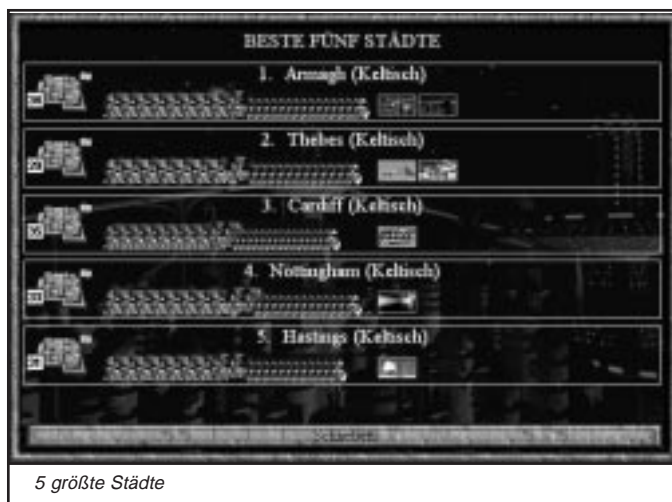 BESTE FÜNF STÄDTE
1. Armagh (Keltisch)
2. Thebes (Keltisch)
3. Cardiff (Keltisch)
4. Nottingham (Keltisch)
5. Hastings (Keltisch)
Schließen
5 größte Städte